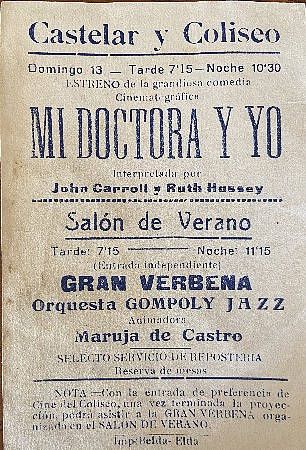 Castelar y Coliseo
Domingo 13 — Tarde 7'15 — Noche 10'30
ESTRENO de la grandiosa comedia
Cinematográfica
MI DOCTORA Y YO
Interpretada por
John Carroll y Ruth Hussey
Salón de Verano
Tarde: 7'15 Noche: 11'15
(Entrada independiente)
GRAN VERBENA
Orquesta GOMPOLY JAZZ
Animadora
Maruja de Castro
SELECTO SERVICIO DE REPOSTERIA
Reserva de mesas
NOTA.—Con la entrada de preferencia de
Cine del Coliseo, una vez terminada la proyec-
ción, podrá asistir a la GRAN VERBENA orga-
nizada en el SALON DE VERANO
Imp. Belda- Elda